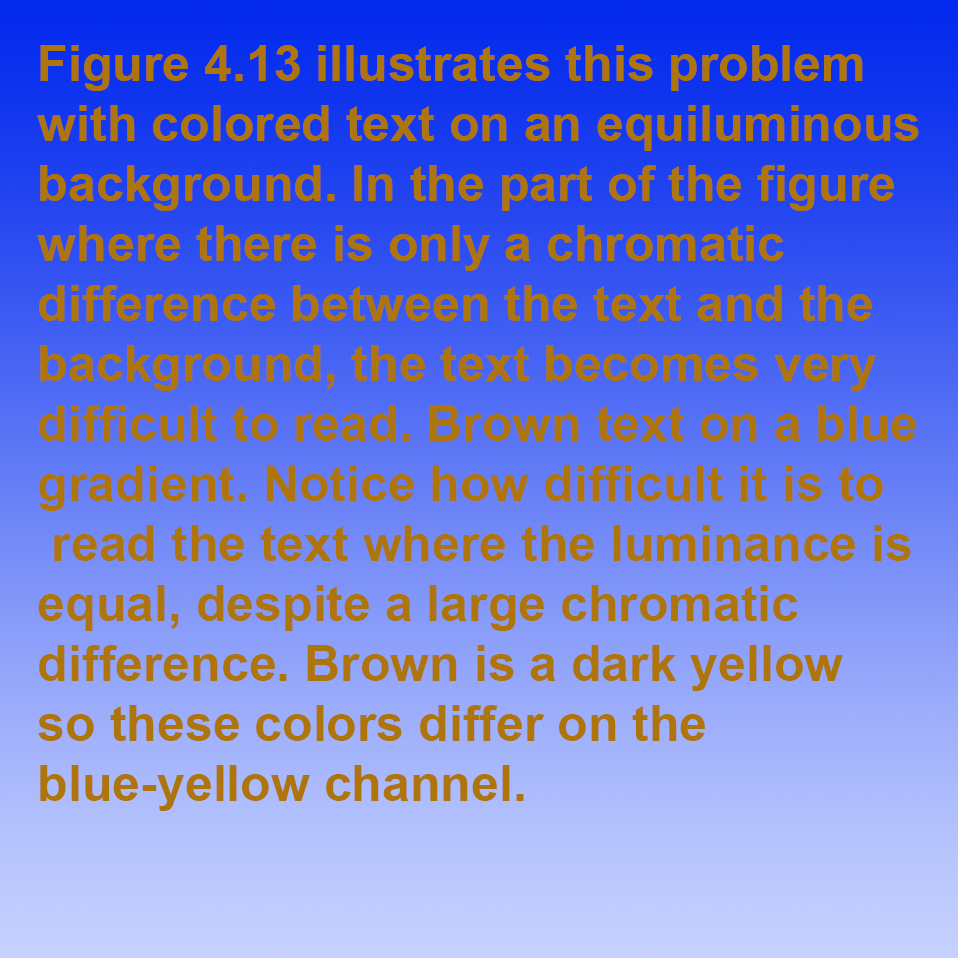 Figure 4.13 illustrates this problem
with colored text on an equiluminous
background. In the part of the figure
where there is only a chromatic
difference between the text and the
background, the text becomes very
difficult to read. Brown text on a blue
gradient. Notice how difficult it is to
read the text where the luminance is
equal, despite a large chromatic
difference. Brown is a dark yellow
so these colors differ on the
blue-yellow channel.